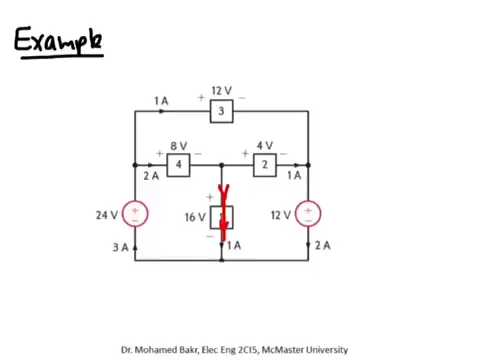 Example
12 V
1 A
+ −
3
8 V
4 V
+ − + −
4 2
2 A 1 A
+
24 V + − 16 V 12 V + −
−
3 A 1 A 2 A
Dr. Mohamed Bakr, Elec Eng 2CI5, McMaster University